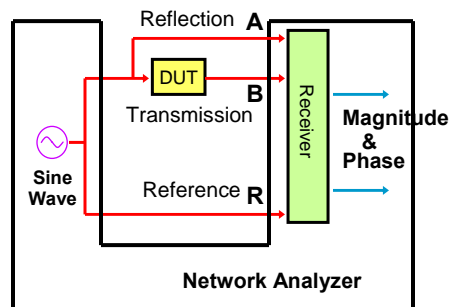 Reflection A
DUT
B
Transmission
Receiver
Magnitude
&
Phase
Sine
Wave
Reference R
Network Analyzer